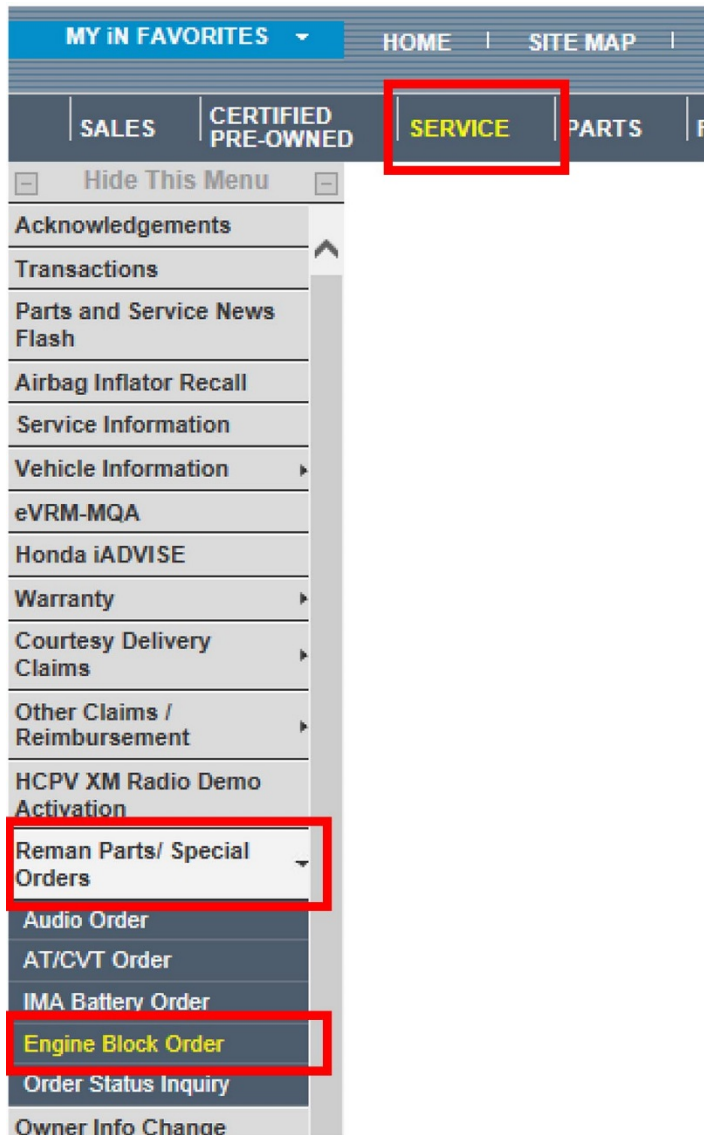 MY iN FAVORITES
HOME
SITE MAP
SALES
CERTIFIED
PRE-OWNED
SERVICE
PARTS
Hide This Menu
Acknowledgements
Transactions
Parts and Service News
Flash
Airbag Inflator Recall
Service Information
Vehicle Information
eVRM-MQA
Honda iADVISE
Warranty
Courtesy Delivery
Claims
Other Claims /
Reimbursement
HCPV XM Radio Demo
Activation
Reman Parts/ Special
Orders
Audio Order
AT/CVT Order
IMA Battery Order
Engine Block Order
Order Status Inquiry
Owner Info Change